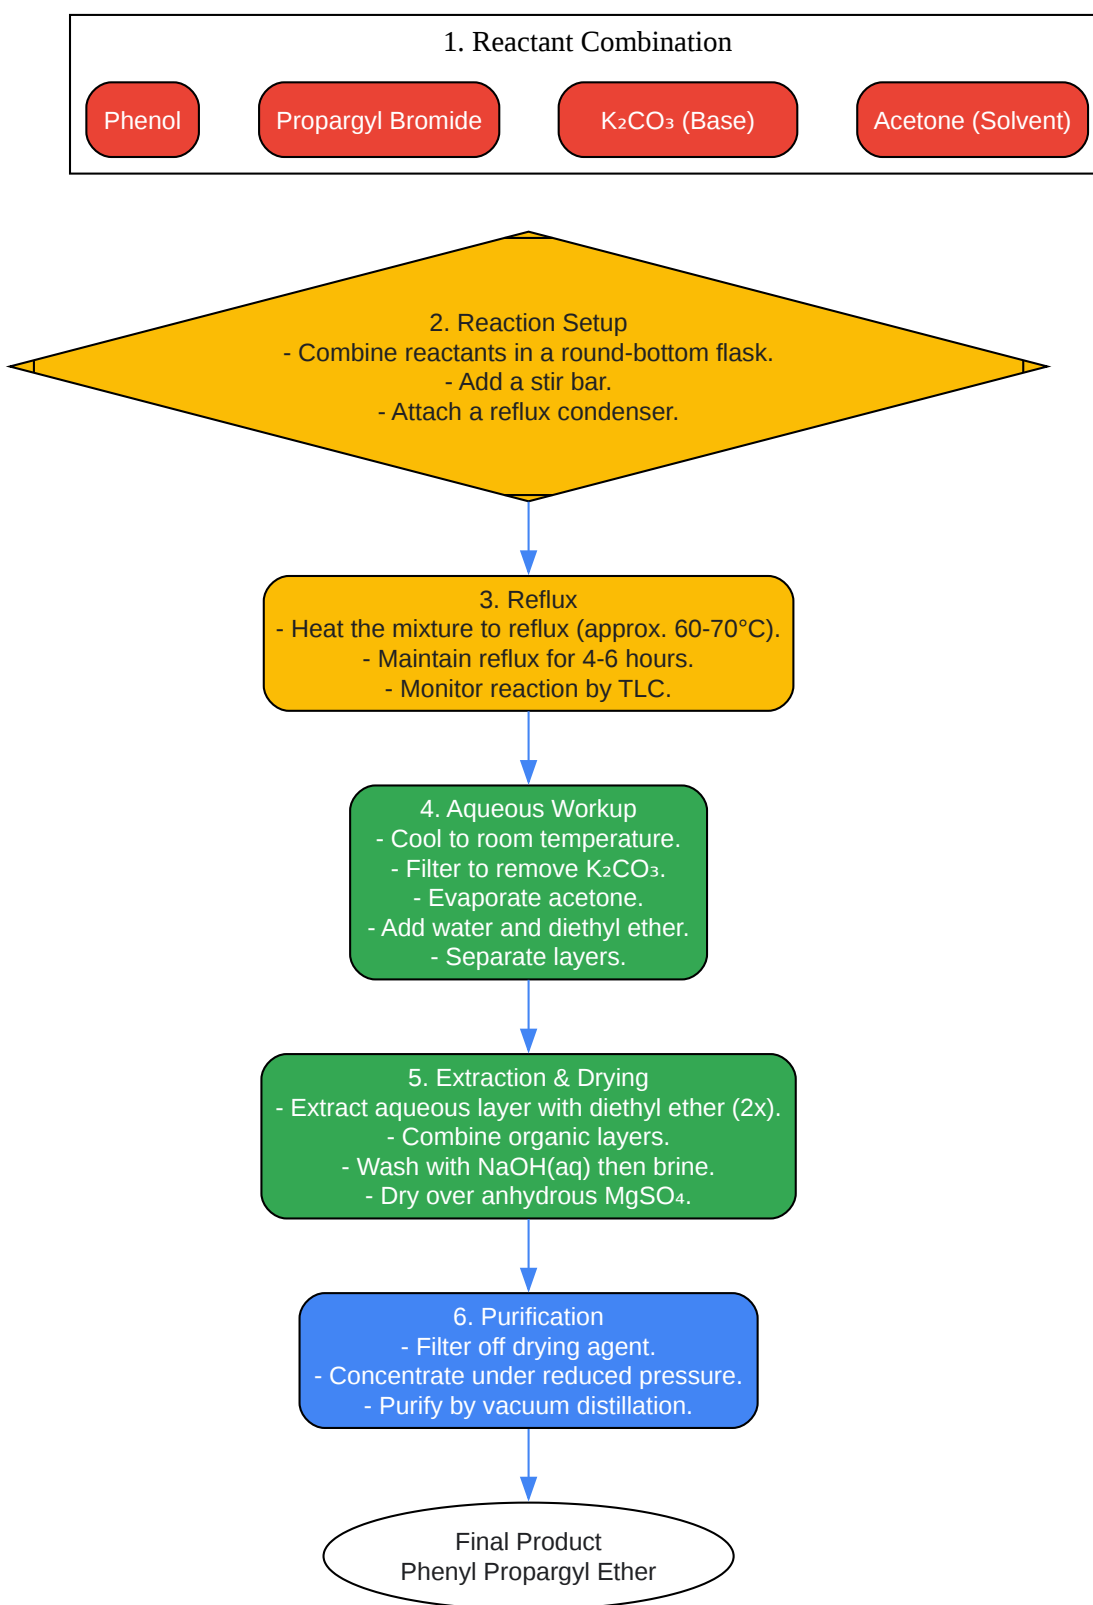 1. Reactant Combination
Phenol
Propargyl Bromide
K₂CO₃ (Base)
Acetone (Solvent)
2. Reaction Setup
- Combine reactants in a round-bottom flask.
- Add a stir bar.
- Attach a reflux condenser.
3. Reflux
- Heat the mixture to reflux (approx. 60-70°C).
- Maintain reflux for 4-6 hours.
- Monitor reaction by TLC.
4. Aqueous Workup
- Cool to room temperature.
- Filter to remove K₂CO₃.
- Evaporate acetone.
- Add water and diethyl ether.
- Separate layers.
5. Extraction & Drying
- Extract aqueous layer with diethyl ether (2x).
- Combine organic layers.
- Wash with NaOH(aq) then brine.
- Dry over anhydrous MgSO₄.
6. Purification
- Filter off drying agent.
- Concentrate under reduced pressure.
- Purify by vacuum distillation.
Final Product
Phenyl Propargyl Ether